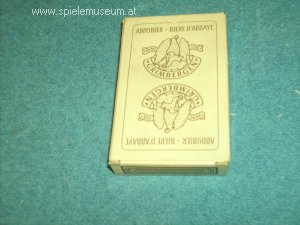 www.spielemuseum.at
ABDIJBIER - BIERE D'ABBAYE
GRIMBERGEN
GRIMBERGEN
ABDIJBIER - BIERE D'ABBAYE